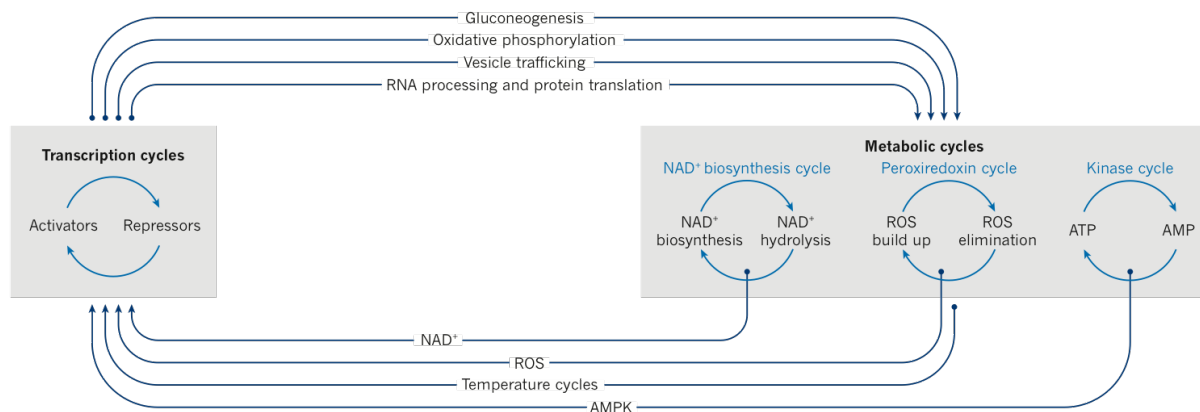 Gluconeogenesis
Oxidative phosphorylation
Vesicle trafficking
RNA processing and protein translation
Transcription cycles
Activators
Repressors
Metabolic cycles
NAD⁺ biosynthesis cycle
Peroxiredoxin cycle
Kinase cycle
NAD⁺
biosynthesis
NAD⁺
hydrolysis
ROS
build up
ROS
elimination
ATP
AMP
NAD⁺
ROS
Temperature cycles
AMPK